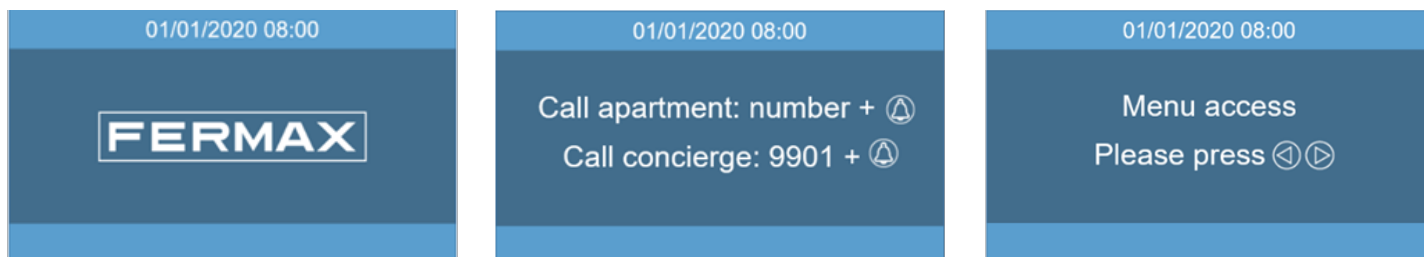 01/01/2020 08:00
FERMAX
01/01/2020 08:00
Call apartment: number +
Call concierge: 9901 +
01/01/2020 08:00
Menu access
Please press